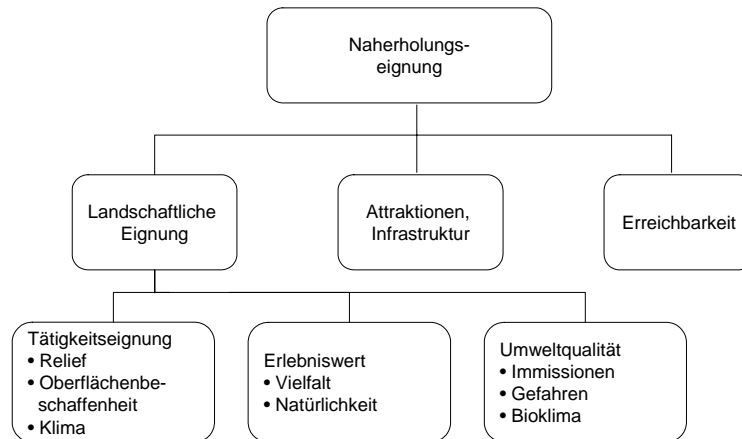 Naherholungs-
eignung
Landschaftliche
Eignung
Attraktionen,
Infrastruktur
Erreichbarkeit
Tätigkeitseignung
• Relief
• Oberflächenbe-
schaffenheit
• Klima
Erlebniswert
• Vielfalt
• Natürlichkeit
Umweltqualität
• Immissionen
• Gefahren
• Bioklima